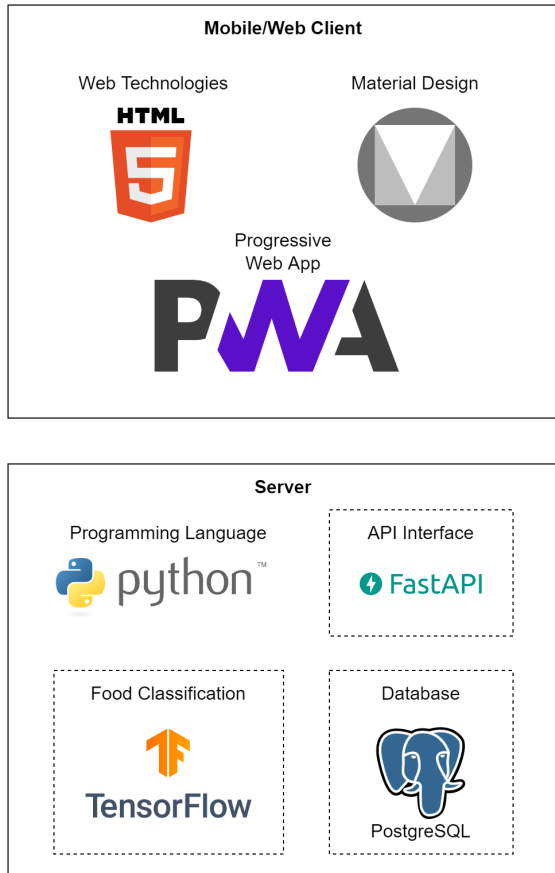 Mobile/Web Client
Web Technologies
Material Design
HTML
5
Progressive
Web App
PWA
Server
Programming Language
API Interface
python™
FastAPI
Food Classification
Database
TF
TensorFlow
PostgreSQL